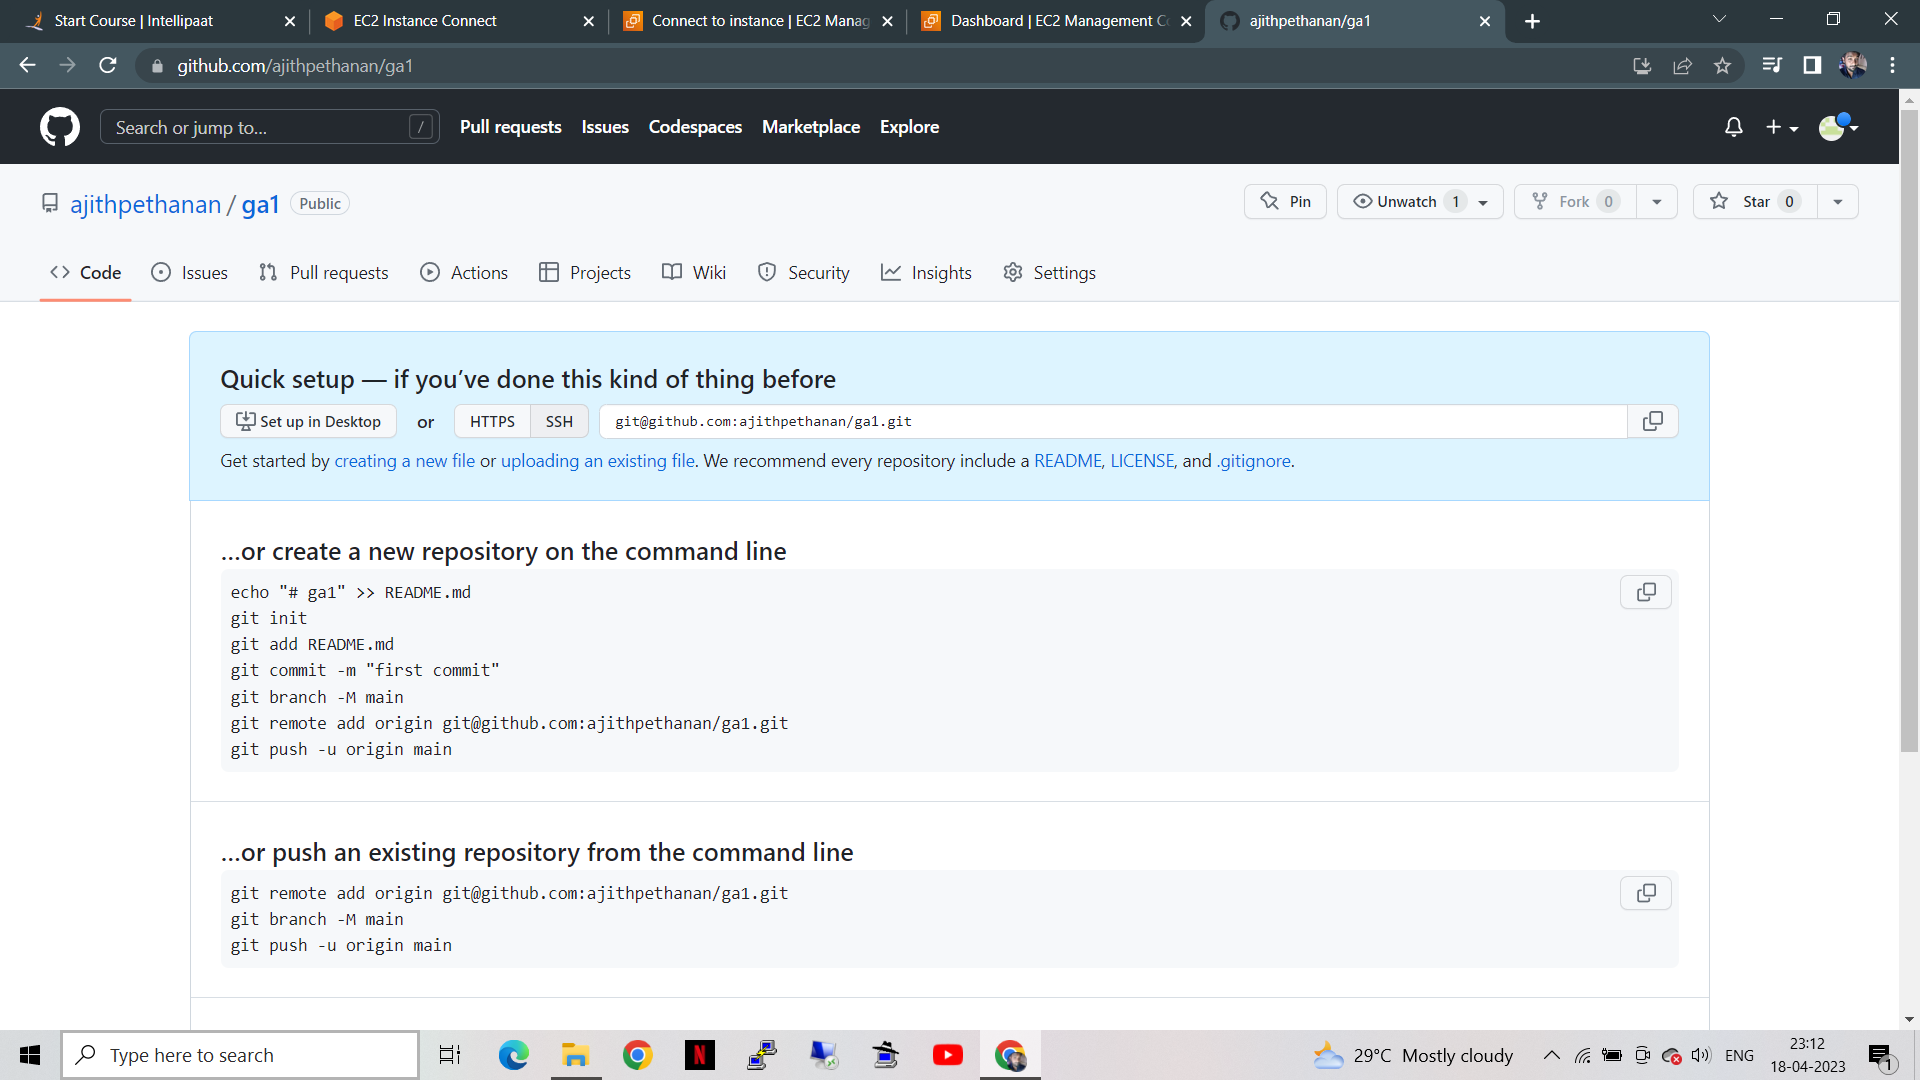 Start Course | Intellipaat
EC2 Instance Connect
Connect to instance | EC2 Manag
Dashboard | EC2 Management Co
ajithpethanan/ga1
github.com/ajithpethanan/ga1
Search or jump to...
/
Pull requests
Issues
Codespaces
Marketplace
Explore
ajithpethanan / ga1
Public
Pin
Unwatch 1
Fork 0
Star 0
Code
Issues
Pull requests
Actions
Projects
Wiki
Security
Insights
Settings
Quick setup — if you’ve done this kind of thing before
Set up in Desktop
or
HTTPS
SSH
git@github.com:ajithpethanan/ga1.git
Get started by creating a new file or uploading an existing file. We recommend every repository include a README, LICENSE, and .gitignore.
…or create a new repository on the command line
echo "# ga1" >> README.md
git init
git add README.md
git commit -m "first commit"
git branch -M main
git remote add origin git@github.com:ajithpethanan/ga1.git
git push -u origin main
…or push an existing repository from the command line
git remote add origin git@github.com:ajithpethanan/ga1.git
git branch -M main
git push -u origin main
Type here to search
N
29°C Mostly cloudy
ENG
23:12
18-04-2023
1